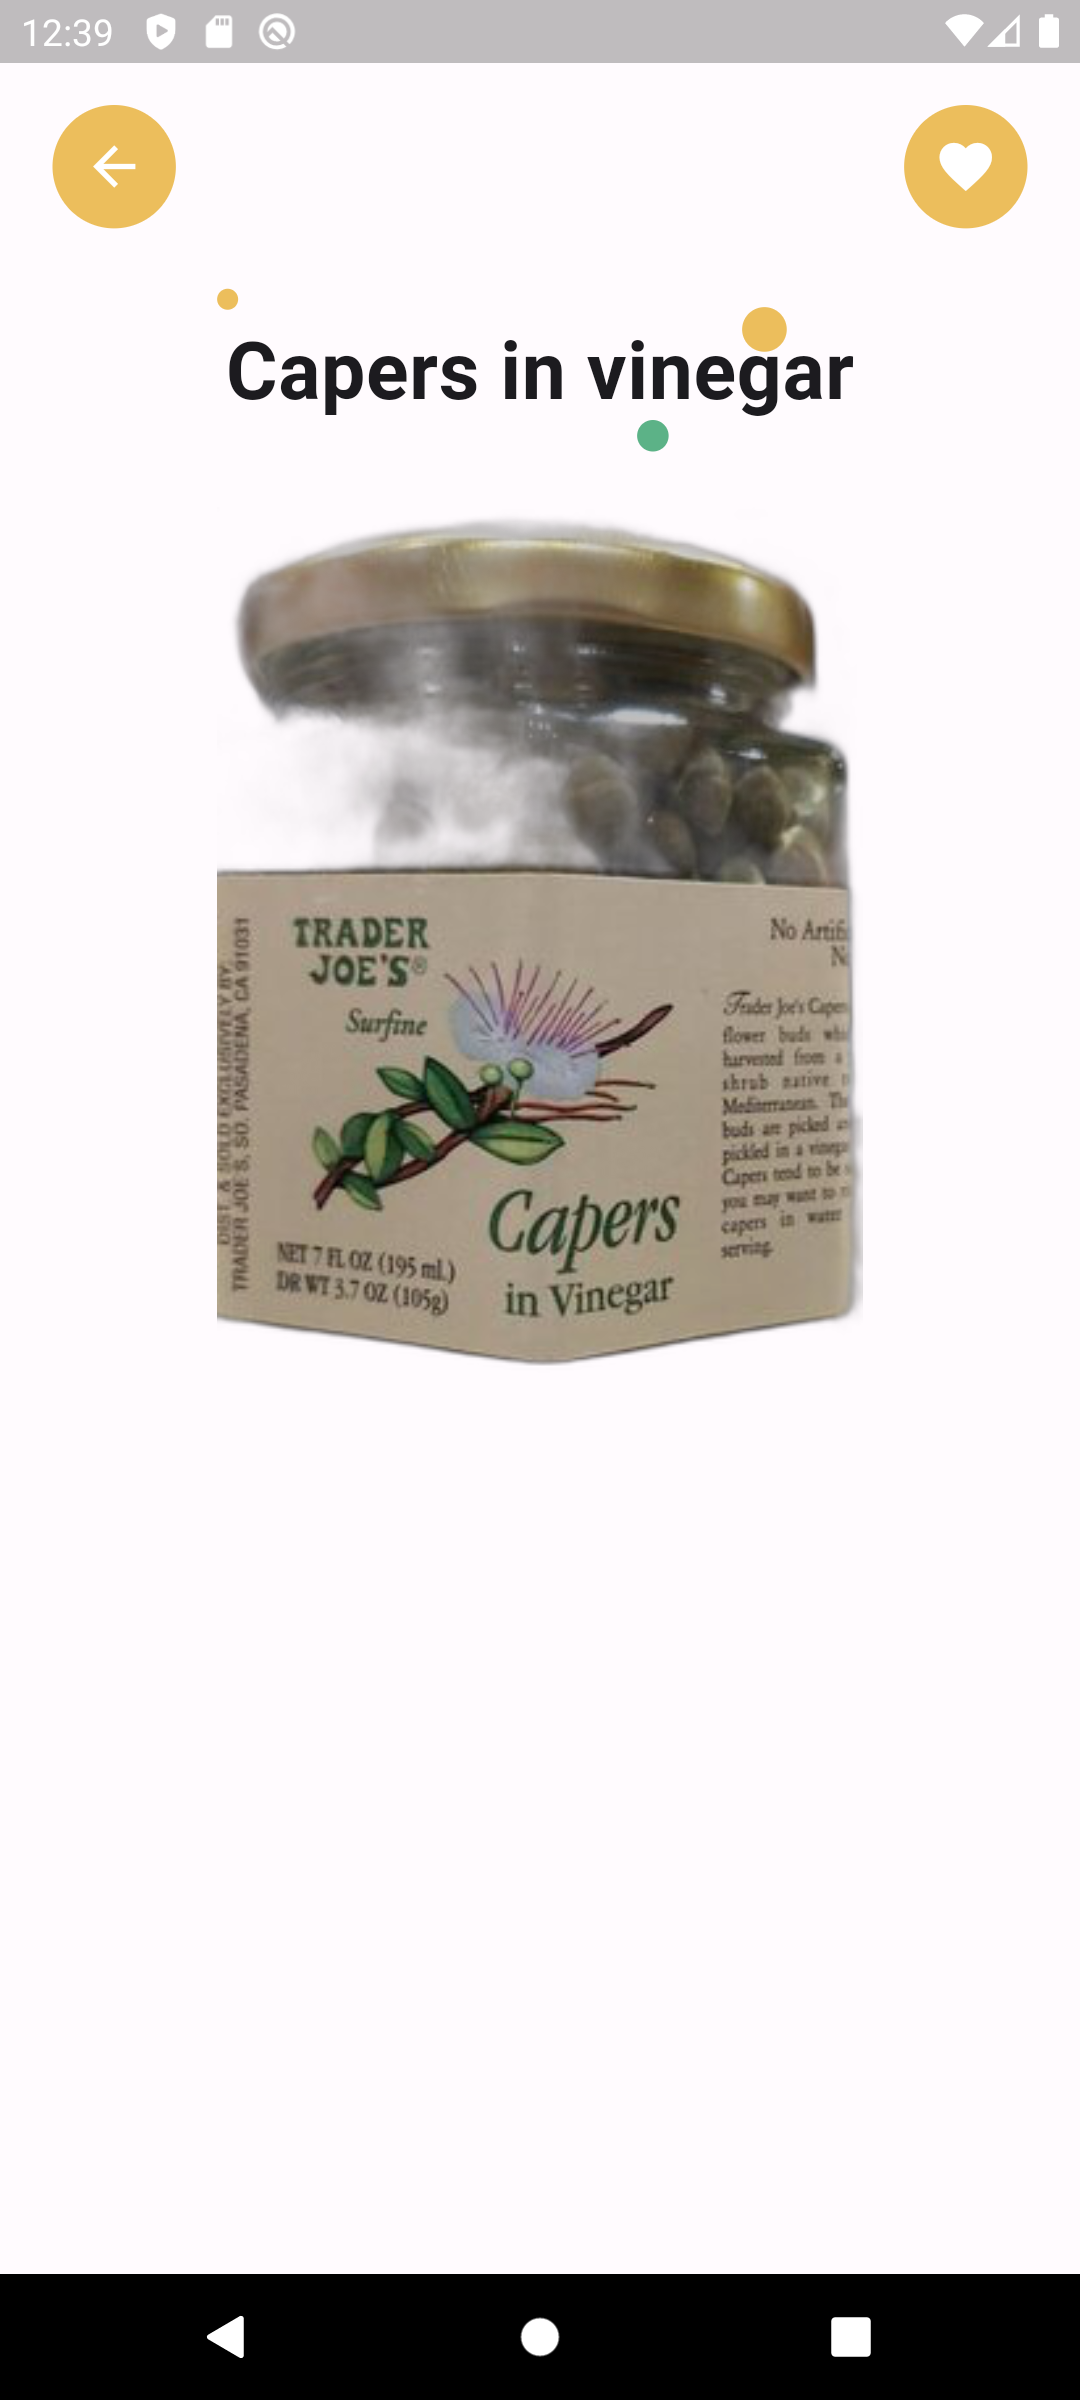 12:39
Capers in vinegar
TRADER
JOE'S®
Surfine
DIST. & SOLD EXCLUSIVELY BY:
TRADER JOE'S, SO. PASADENA, CA 91031
NET 7 FL OZ (195 ml.)
DR WT 3.7 OZ (105g)
Capers
in Vinegar
No
Trader Joe's
flower buds
harvested from a
shrub native
Mediterranean.
buds are picked
pickled in a
Capers tend to be
you may want to
capers in water
serving.